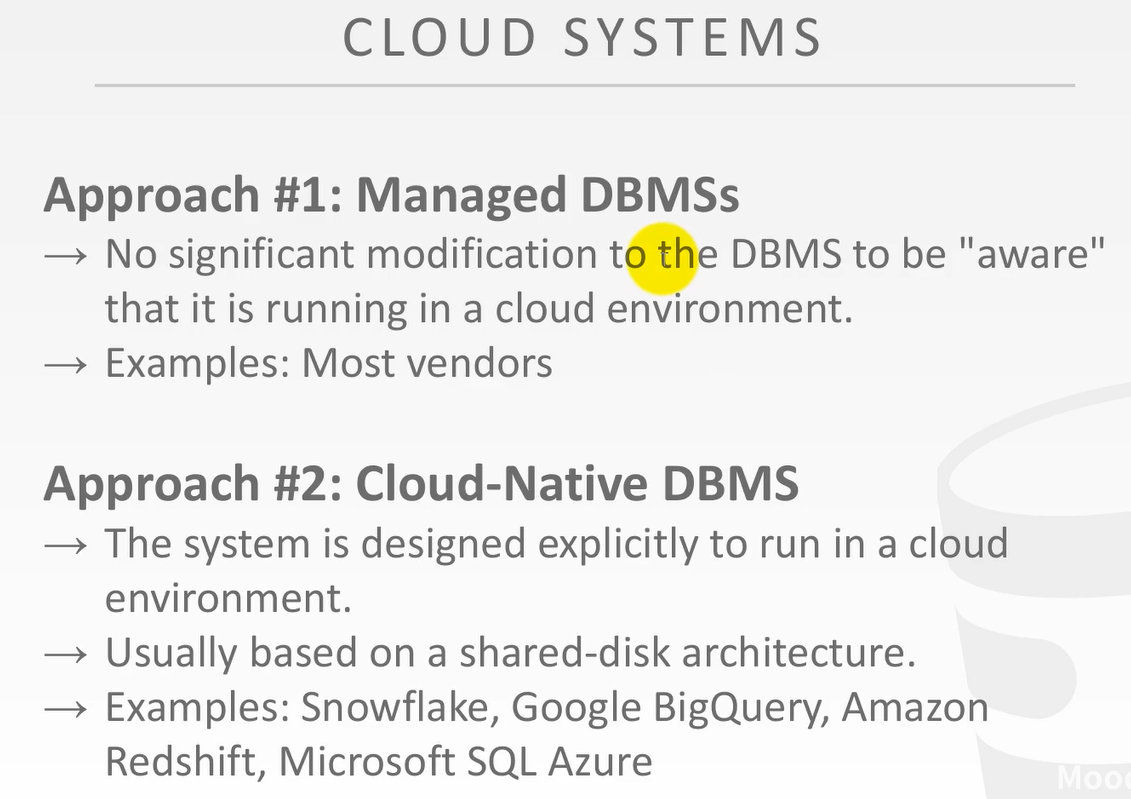 CLOUD SYSTEMS
Approach #1: Managed DBMSs
→ No significant modification to the DBMS to be "aware"
that it is running in a cloud environment.
→ Examples: Most vendors
Approach #2: Cloud-Native DBMS
→ The system is designed explicitly to run in a cloud
environment.
→ Usually based on a shared-disk architecture.
→ Examples: Snowflake, Google BigQuery, Amazon
Redshift, Microsoft SQL Azure